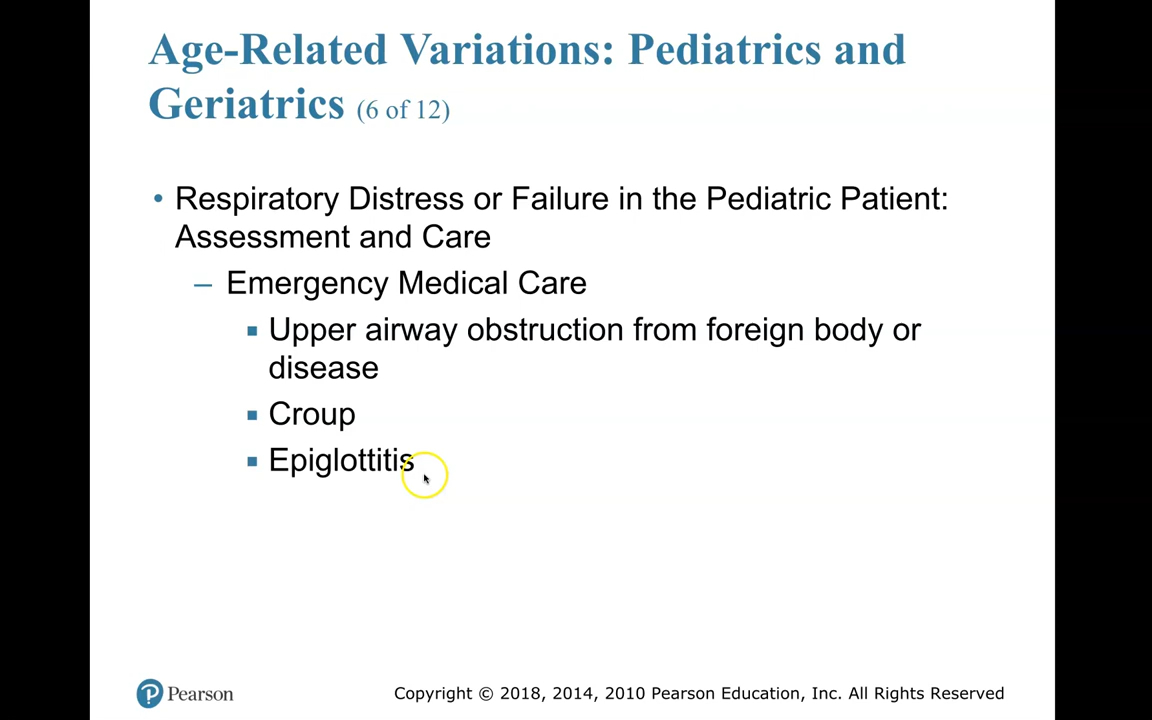 Age-Related Variations: Pediatrics and
Geriatrics (6 of 12)
• Respiratory Distress or Failure in the Pediatric Patient:
Assessment and Care
– Emergency Medical Care
▪ Upper airway obstruction from foreign body or
disease
▪ Croup
▪ Epiglottitis
Pearson
Copyright © 2018, 2014, 2010 Pearson Education, Inc. All Rights Reserved